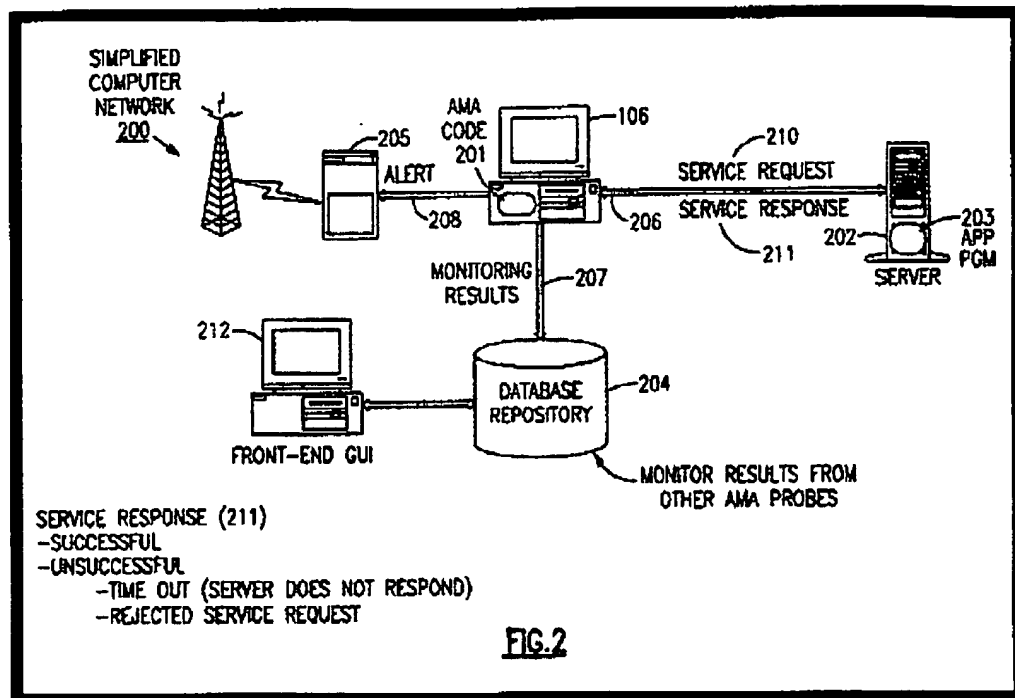 SIMPLIFIED
COMPUTER
NETWORK
200
205
ALERT
208
AMA
CODE
201
106
210
SERVICE REQUEST
206
SERVICE RESPONSE
211
202
203
APP
PGM
SERVER
MONITORING
RESULTS
207
212
FRONT-END GUI
DATABASE
REPOSITORY
204
MONITOR RESULTS FROM
OTHER AMA PROBES
SERVICE RESPONSE (211)
-SUCCESSFUL
-UNSUCCESSFUL
-TIME OUT (SERVER DOES NOT RESPOND)
-REJECTED SERVICE REQUEST
FIG.2